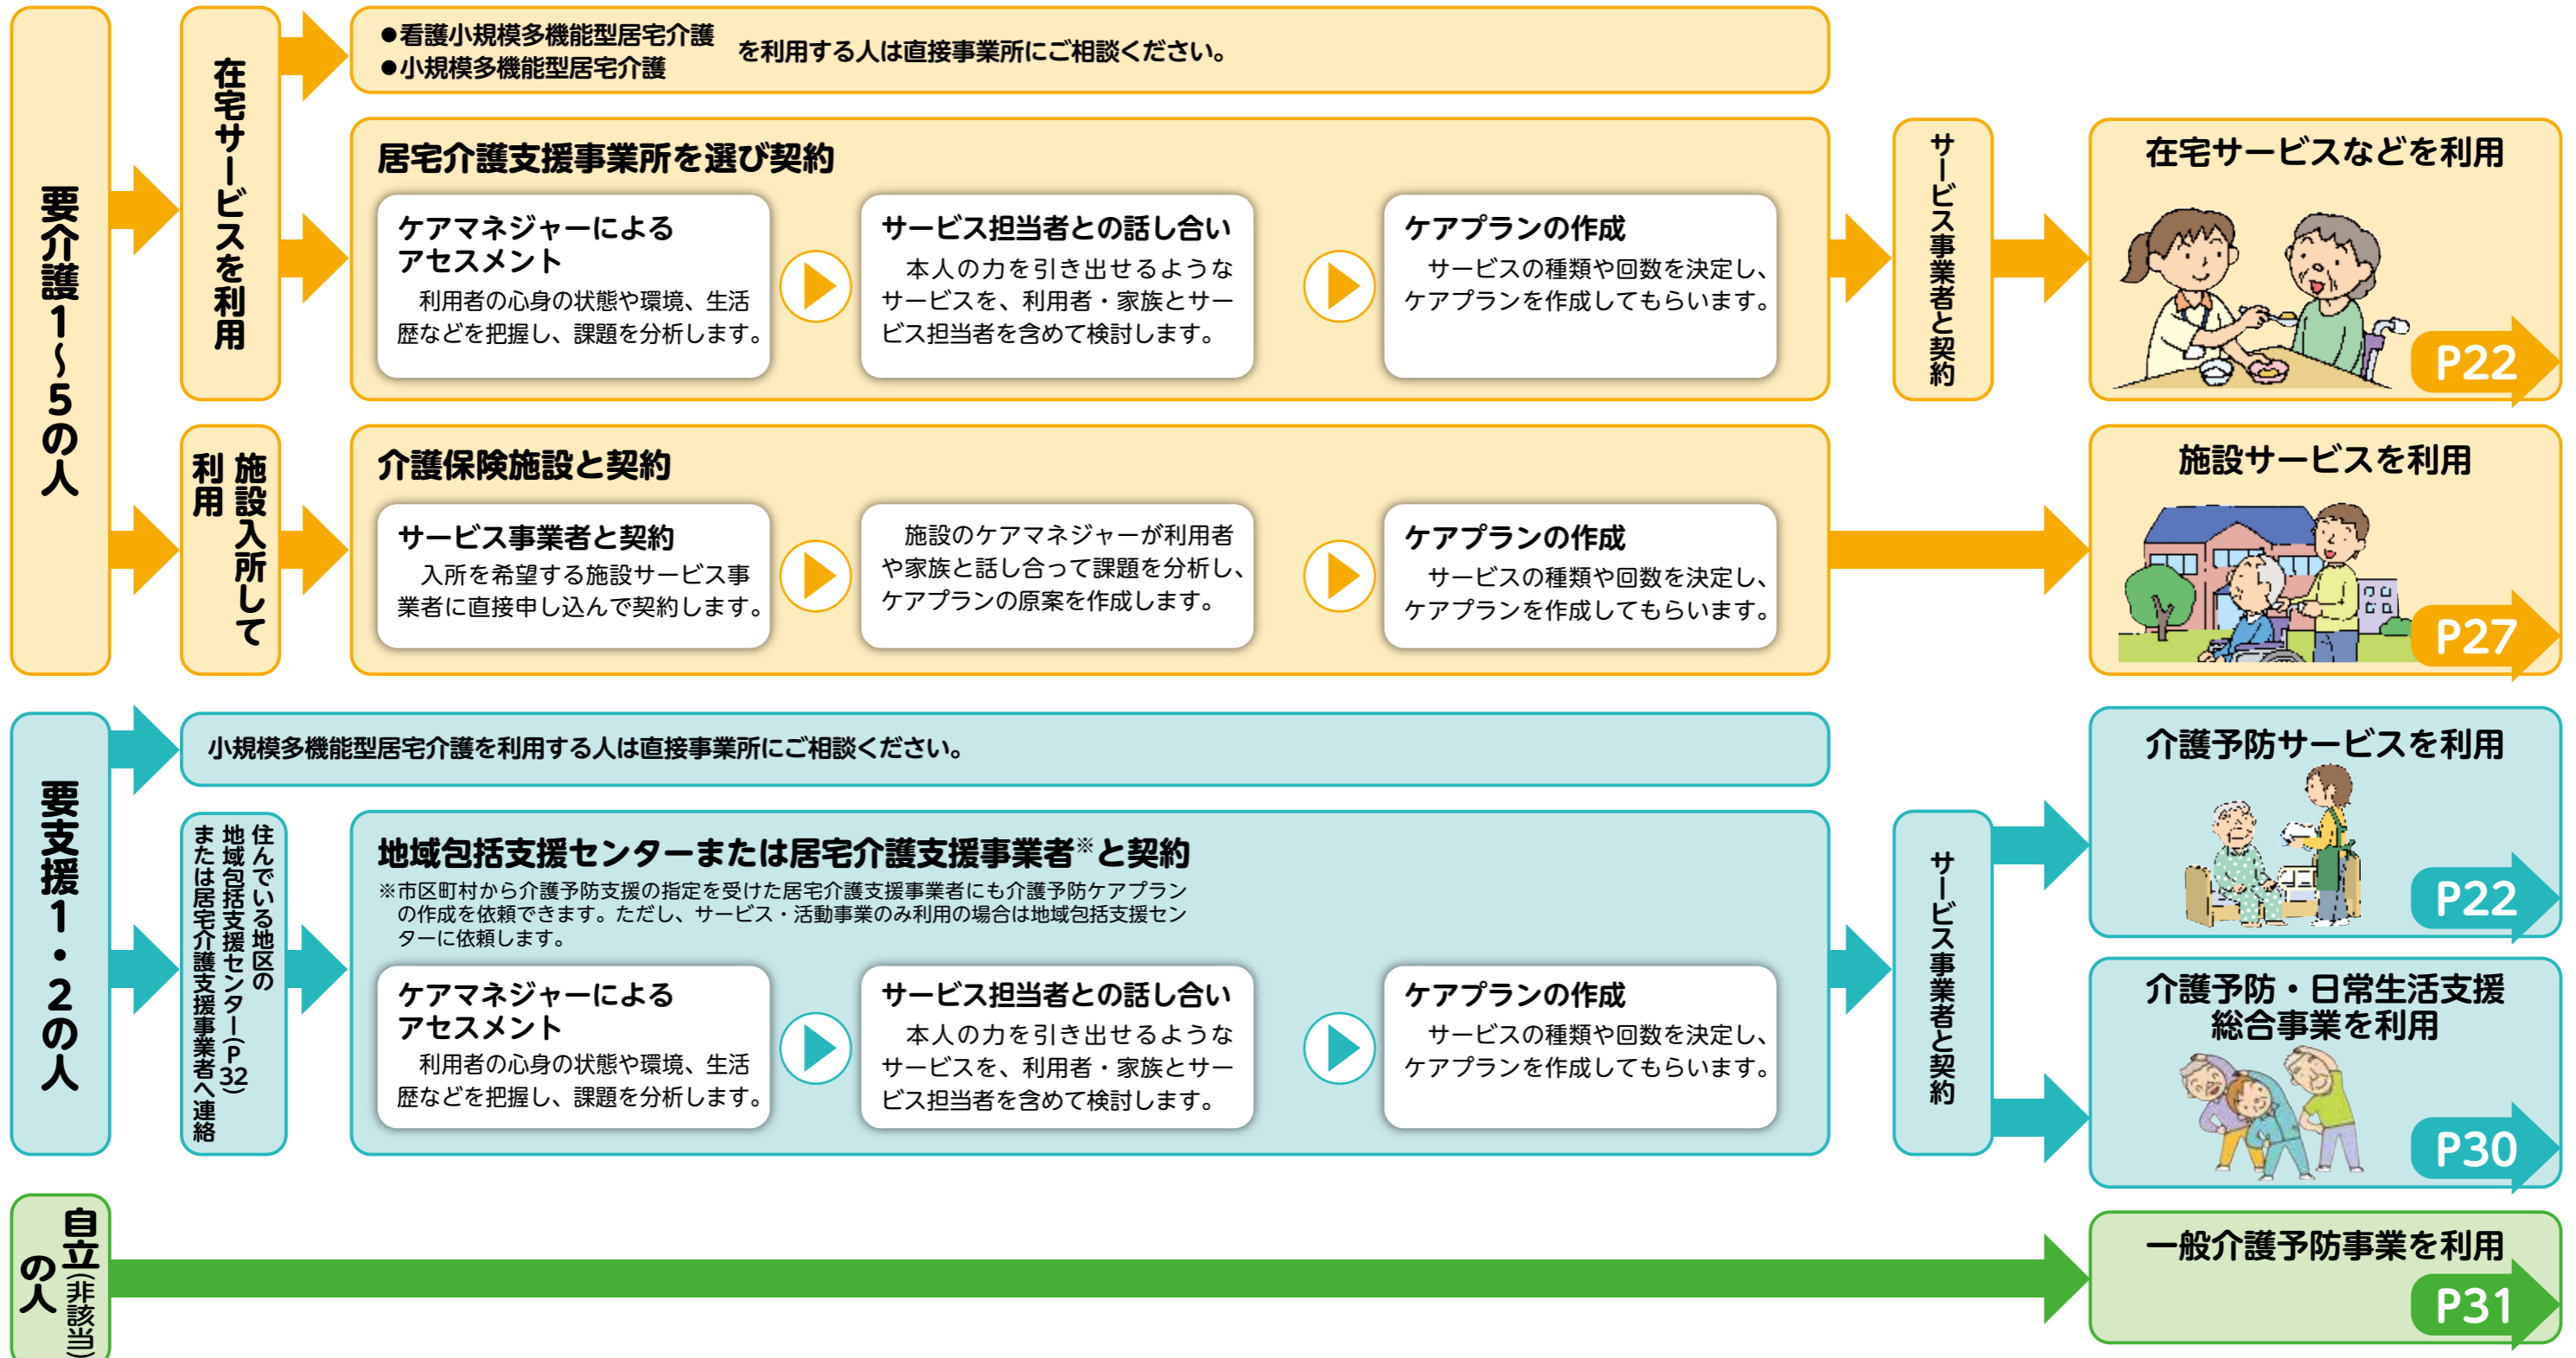 要介護1～5の人
在宅サービスを利用
●看護小規模多機能型居宅介護
●小規模多機能型居宅介護
を利用する人は直接事業所にご相談ください。
居宅介護支援事業所を選び契約
ケアマネジャーによる
アセスメント
利用者の心身の状態や環境、生活
歴などを把握し、課題を分析します。
サービス担当者との話し合い
本人の力を引き出せるような
サービスを、利用者・家族とサー
ビス担当者を含めて検討します。
ケアプランの作成
サービスの種類や回数を決定し、
ケアプランを作成してもらいます。
サービス事業者と契約
在宅サービスなどを利用
P22
施設入所して
利用
介護保険施設と契約
サービス事業者と契約
入所を希望する施設サービス事
業者に直接申し込んで契約します。
施設のケアマネジャーが利用者
や家族と話し合って課題を分析し、
ケアプランの原案を作成します。
ケアプランの作成
サービスの種類や回数を決定し、
ケアプランを作成してもらいます。
施設サービスを利用
P27
要支援1・2の人
小規模多機能型居宅介護を利用する人は直接事業所にご相談ください。
住んでいる地区の
地域包括支援センター(P32)
または居宅介護支援事業者へ連絡
地域包括支援センターまたは居宅介護支援事業者※と契約
※市区町村から介護予防支援の指定を受けた居宅介護支援事業者にも介護予防ケアプラン
の作成を依頼できます。ただし、サービス・活動事業のみ利用の場合は地域包括支援セン
ターに依頼します。
ケアマネジャーによる
アセスメント
利用者の心身の状態や環境、生活
歴などを把握し、課題を分析します。
サービス担当者との話し合い
本人の力を引き出せるような
サービスを、利用者・家族とサー
ビス担当者を含めて検討します。
ケアプランの作成
サービスの種類や回数を決定し、
ケアプランを作成してもらいます。
サービス事業者と契約
介護予防サービスを利用
P22
介護予防・日常生活支援
総合事業を利用
P30
自立(非該当)
の人
一般介護予防事業を利用
P31